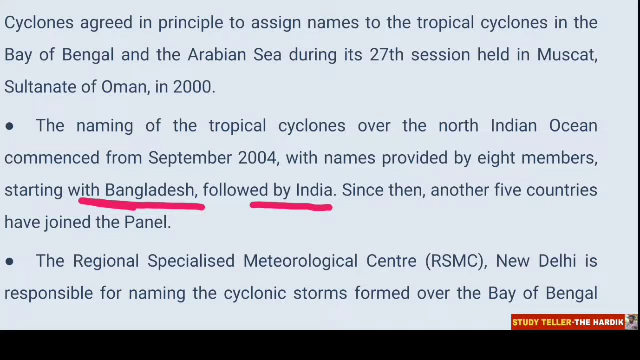 Cyclones agreed in principle to assign names to the tropical cyclones in the
Bay of Bengal and the Arabian Sea during its 27th session held in Muscat,
Sultanate of Oman, in 2000.
● The naming of the tropical cyclones over the north Indian Ocean
commenced from September 2004, with names provided by eight members,
starting with Bangladesh, followed by India. Since then, another five countries
have joined the Panel.
● The Regional Specialised Meteorological Centre (RSMC), New Delhi is
responsible for naming the cyclonic storms formed over the Bay of Bengal
STUDY TELLER-THE HARDIK